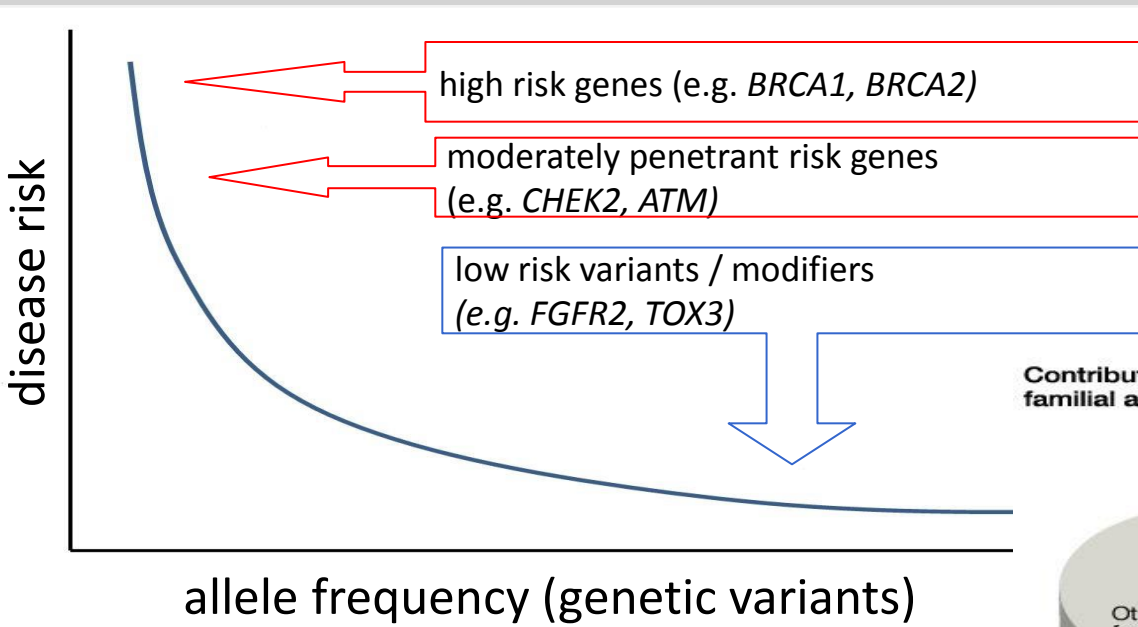 high risk genes (e.g. BRCA1, BRCA2)
moderately penetrant risk genes
(e.g. CHEK2, ATM)
low risk variants / modifiers
(e.g. FGFR2, TOX3)
disease risk
allele frequency (genetic variants)
familial